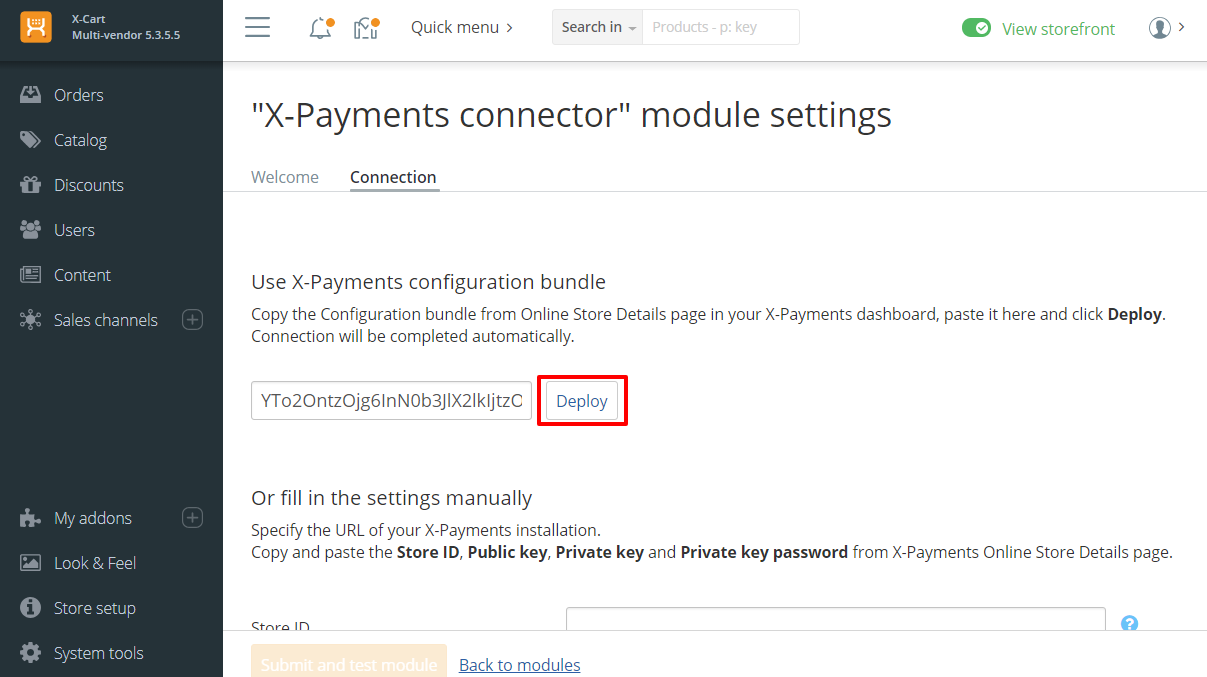 X-Cart
Multi-vendor 5.3.5.5
Quick menu
Search in
Products - p: key
View storefront
Orders
Catalog
Discounts
Users
Content
Sales channels
My addons
Look & Feel
Store setup
System tools
"X-Payments connector" module settings
Welcome
Connection
Use X-Payments configuration bundle
Copy the Configuration bundle from Online Store Details page in your X-Payments dashboard, paste it here and click Deploy.
Connection will be completed automatically.
Deploy
Or fill in the settings manually
Specify the URL of your X-Payments installation.
Copy and paste the Store ID, Public key, Private key and Private key password from X-Payments Online Store Details page.
Store ID
?
Submit and test module
Back to modules